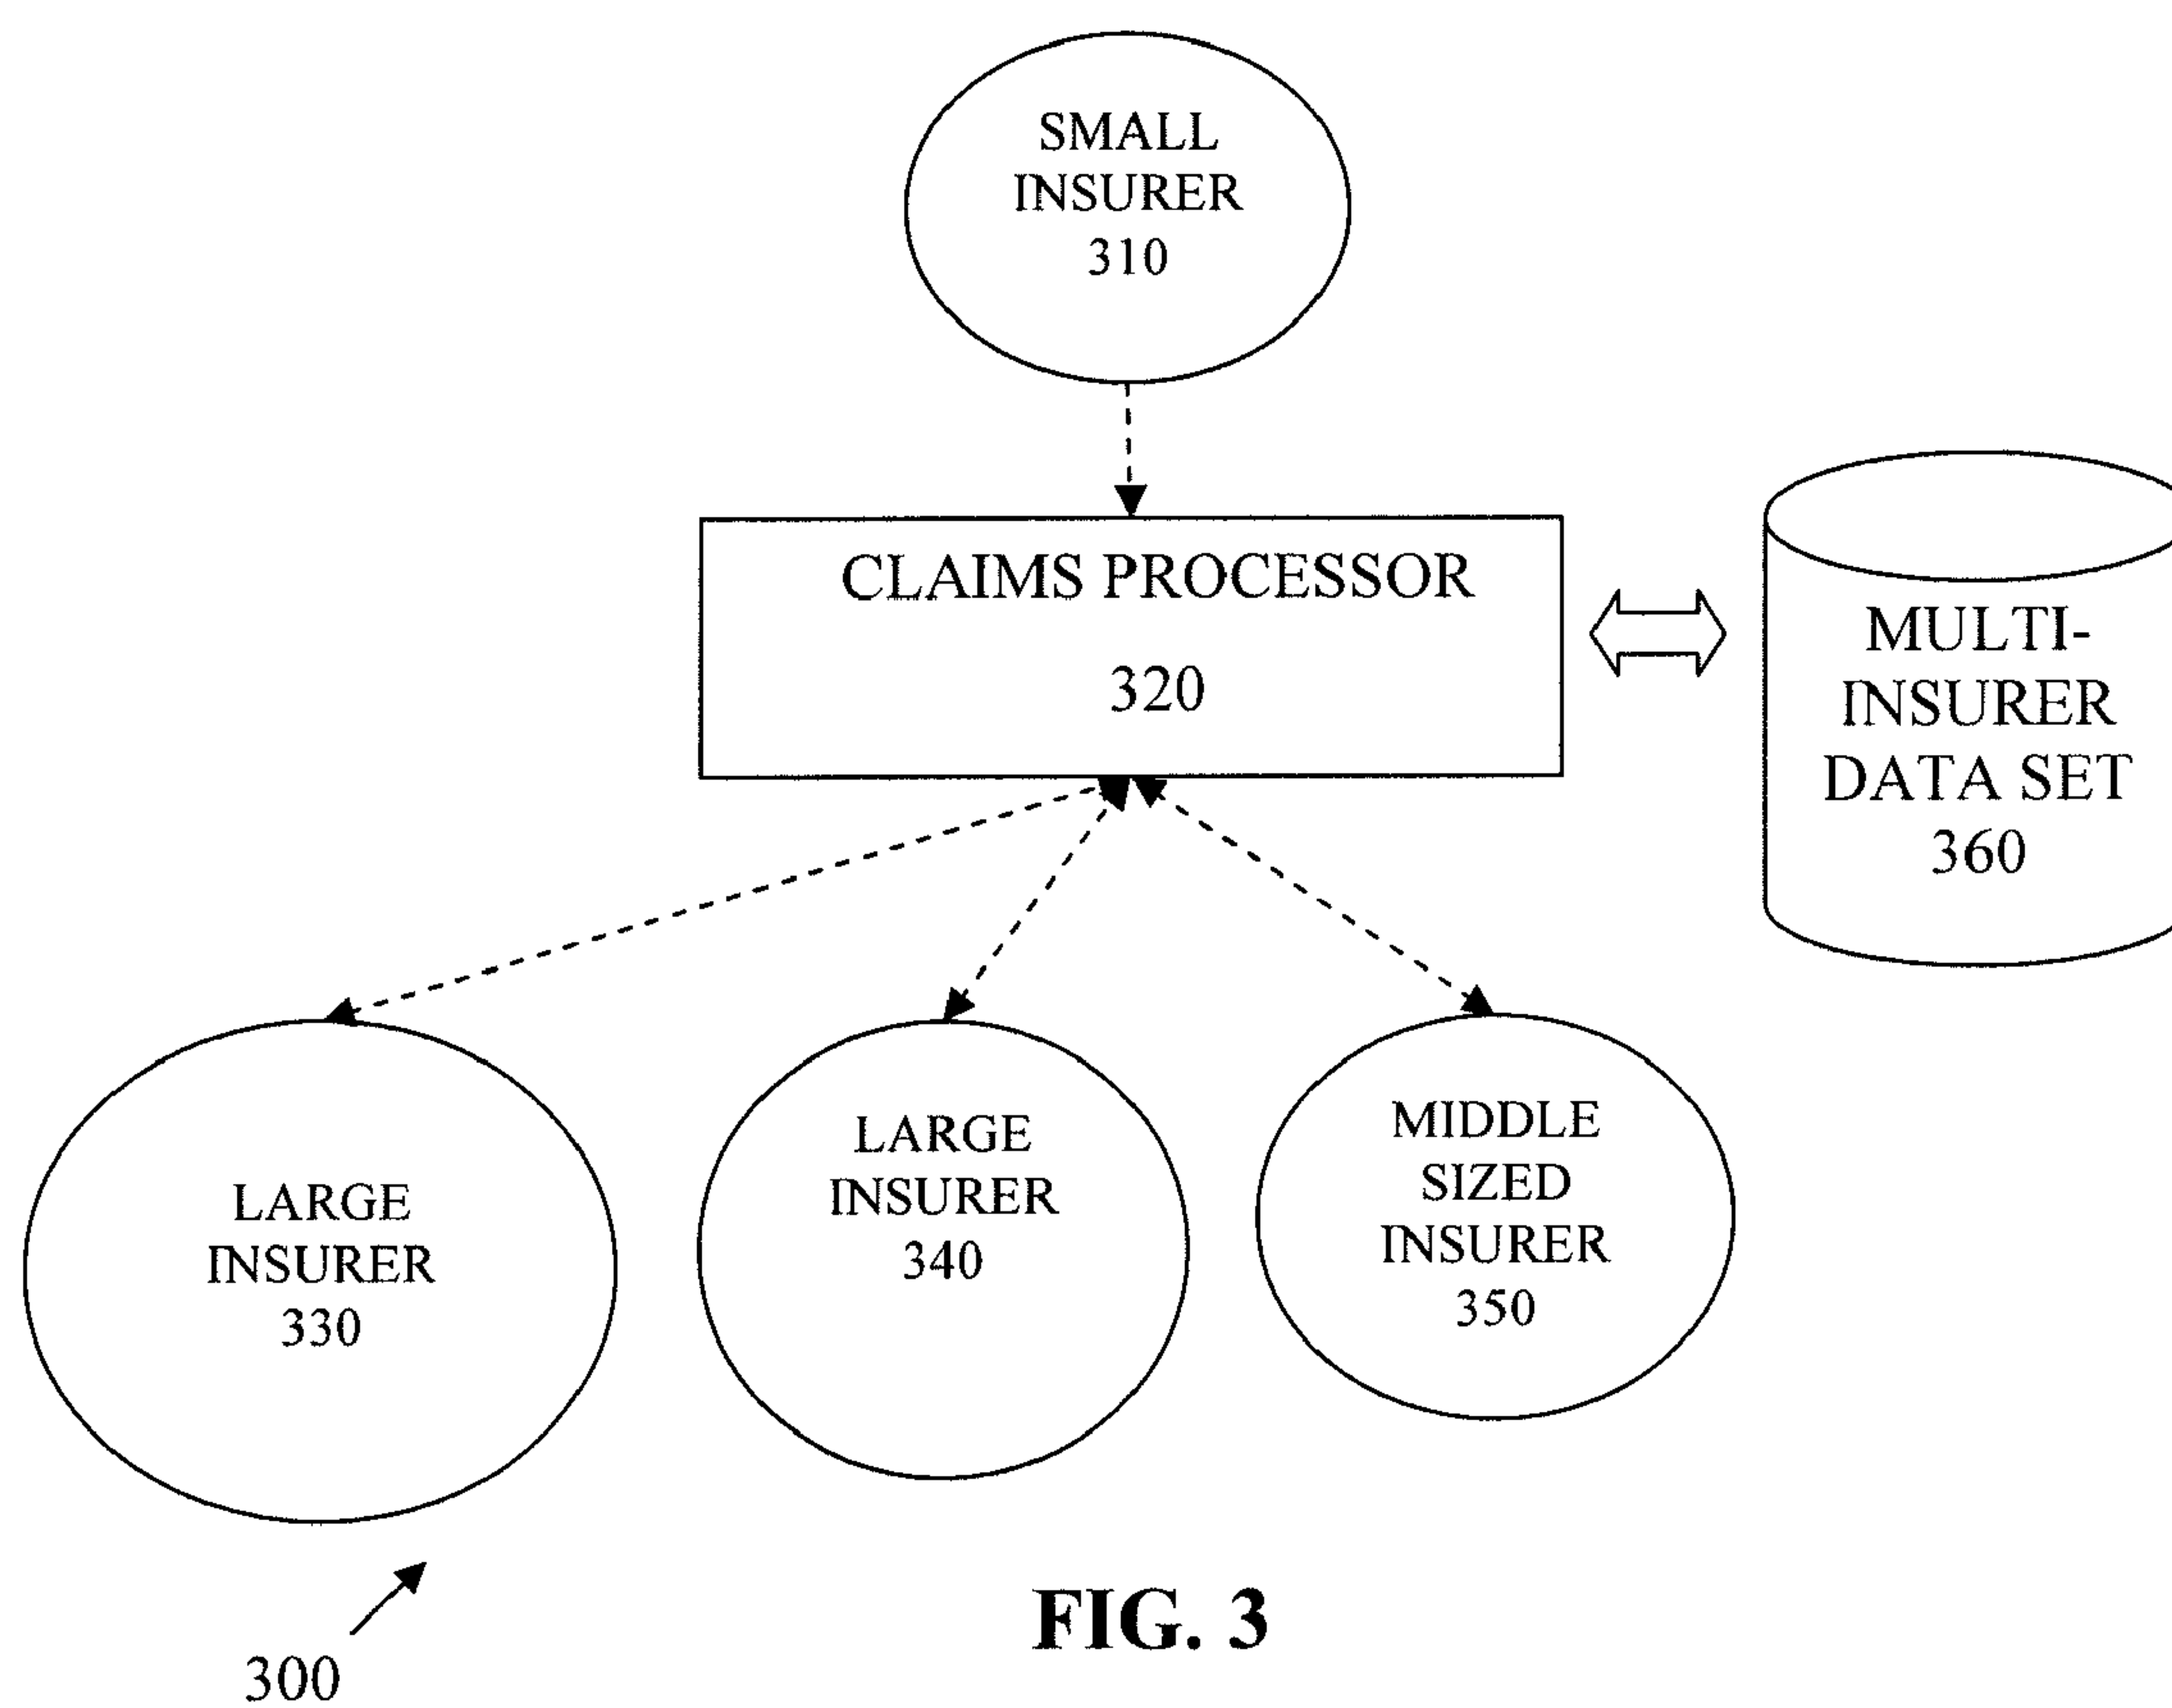 SMALL
INSURER
310
CLAIMS PROCESSOR
320
MULTI-
INSURER
DATA SET
360
LARGE
INSURER
330
LARGE
INSURER
340
MIDDLE
SIZED
INSURER
350
300
FIG. 3